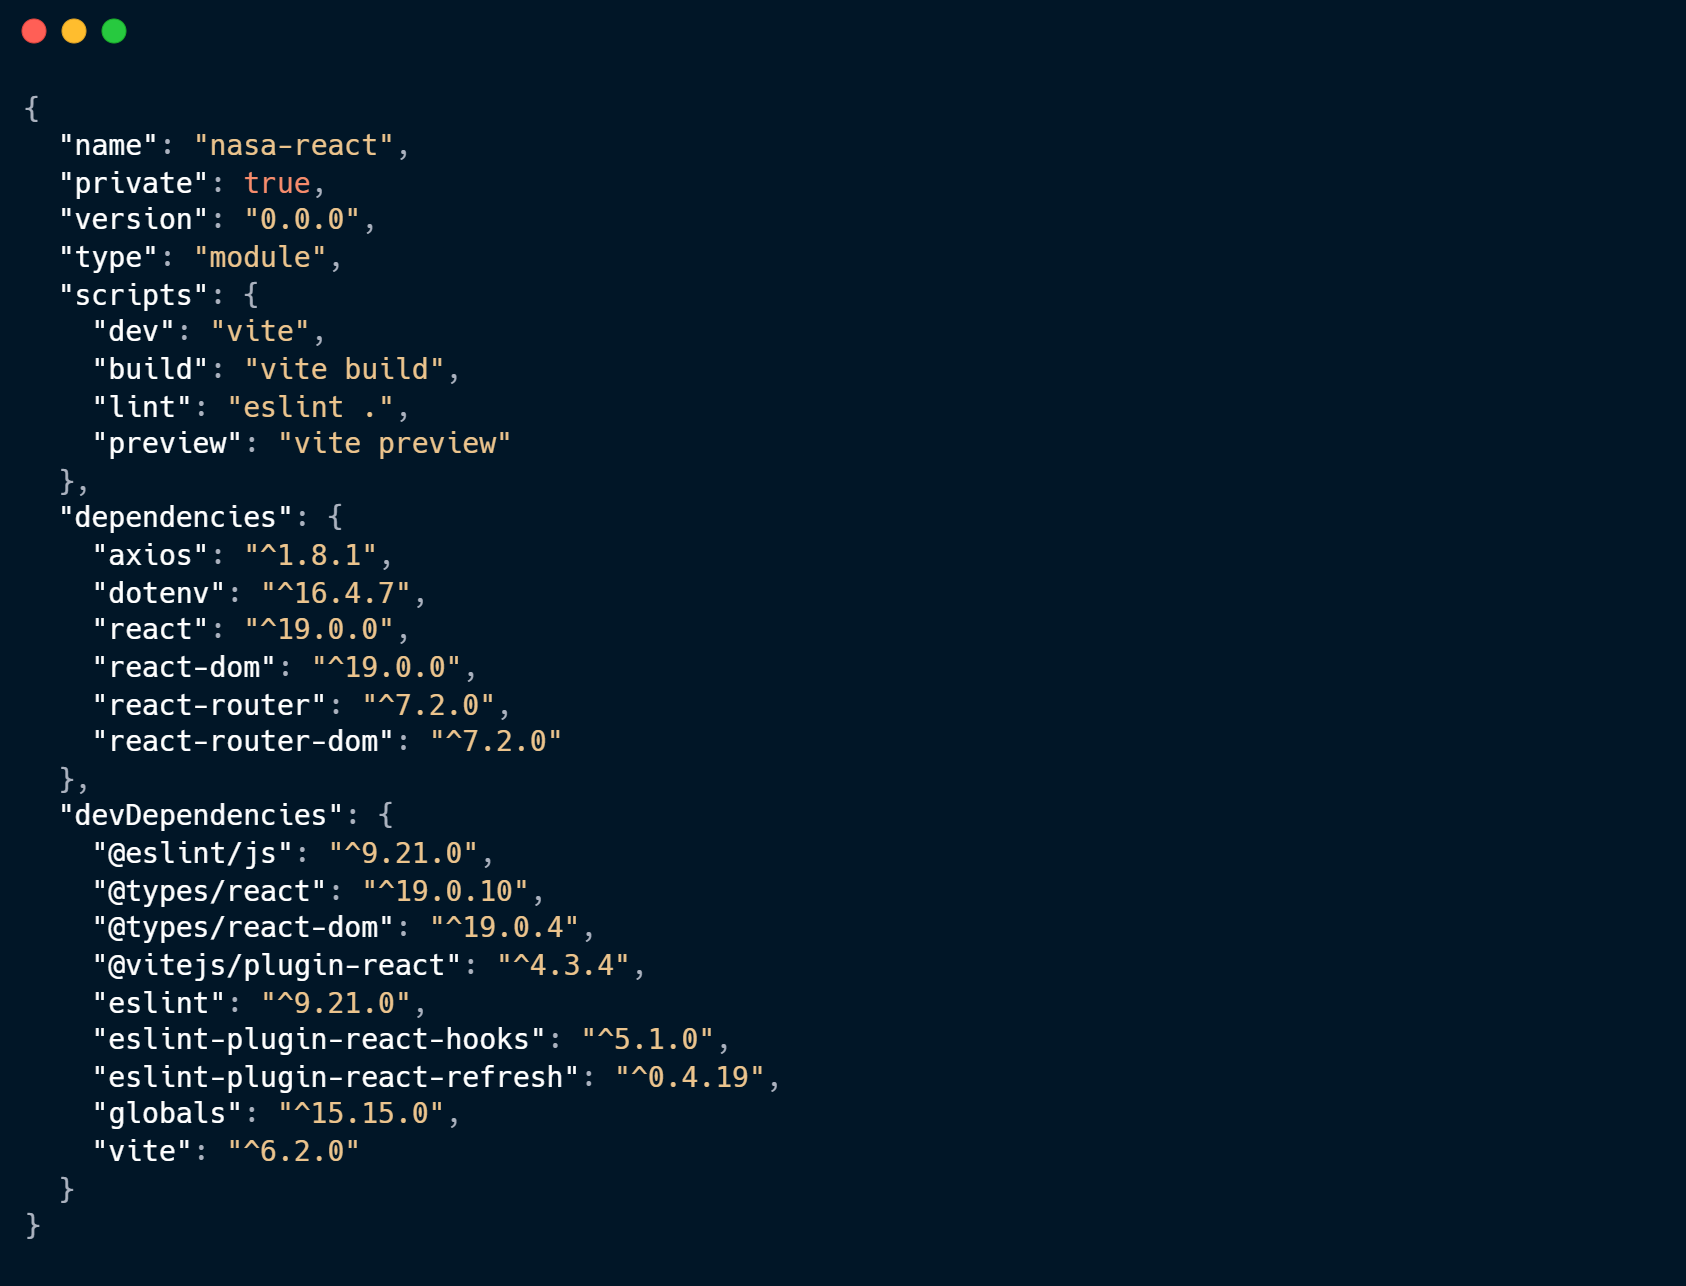 {
  "name": "nasa-react",
  "private": true,
  "version": "0.0.0",
  "type": "module",
  "scripts": {
    "dev": "vite",
    "build": "vite build",
    "lint": "eslint .",
    "preview": "vite preview"
  },
  "dependencies": {
    "axios": "^1.8.1",
    "dotenv": "^16.4.7",
    "react": "^19.0.0",
    "react-dom": "^19.0.0",
    "react-router": "^7.2.0",
    "react-router-dom": "^7.2.0"
  },
  "devDependencies": {
    "@eslint/js": "^9.21.0",
    "@types/react": "^19.0.10",
    "@types/react-dom": "^19.0.4",
    "@vitejs/plugin-react": "^4.3.4",
    "eslint": "^9.21.0",
    "eslint-plugin-react-hooks": "^5.1.0",
    "eslint-plugin-react-refresh": "^0.4.19",
    "globals": "^15.15.0",
    "vite": "^6.2.0"
  }
}